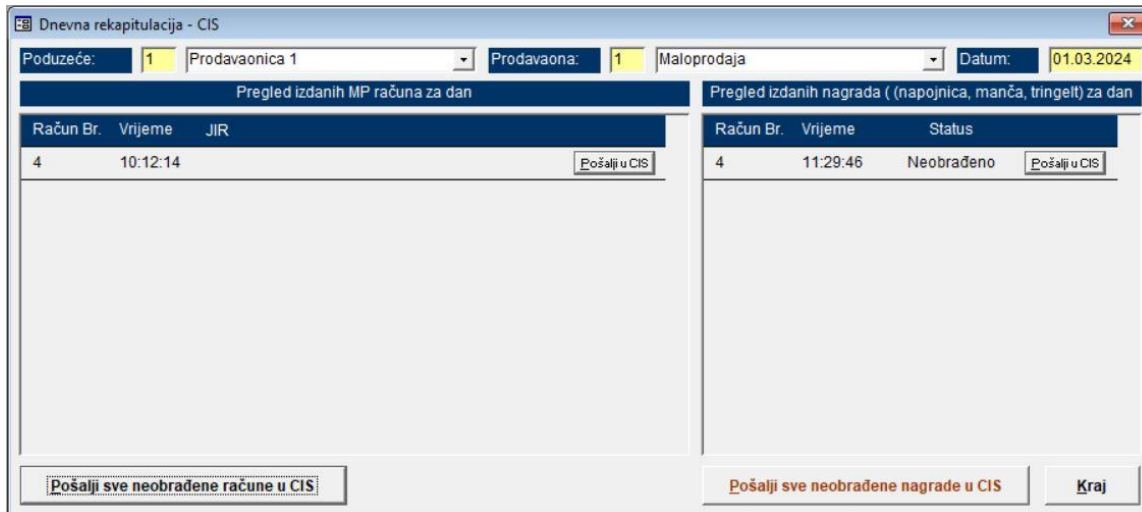 Dnevna rekapitulacija - CIS
Poduzeće: 1 Prodavaonica 1 Prodavaona: 1 Maloprodaja Datum: 01.03.2024
Pregled izdanih MP računa za dan
Račun Br. Vrijeme JIR
4 10:12:14 Pošalji u CIS
Pošalji sve neobrađene račune u CIS
Pregled izdanih nagrada ( (napojnica, manča, tringelt) za dan
Račun Br. Vrijeme Status
4 11:29:46 Neobrađeno Pošalji u CIS
Pošalji sve neobrađene nagrade u CIS Kraj